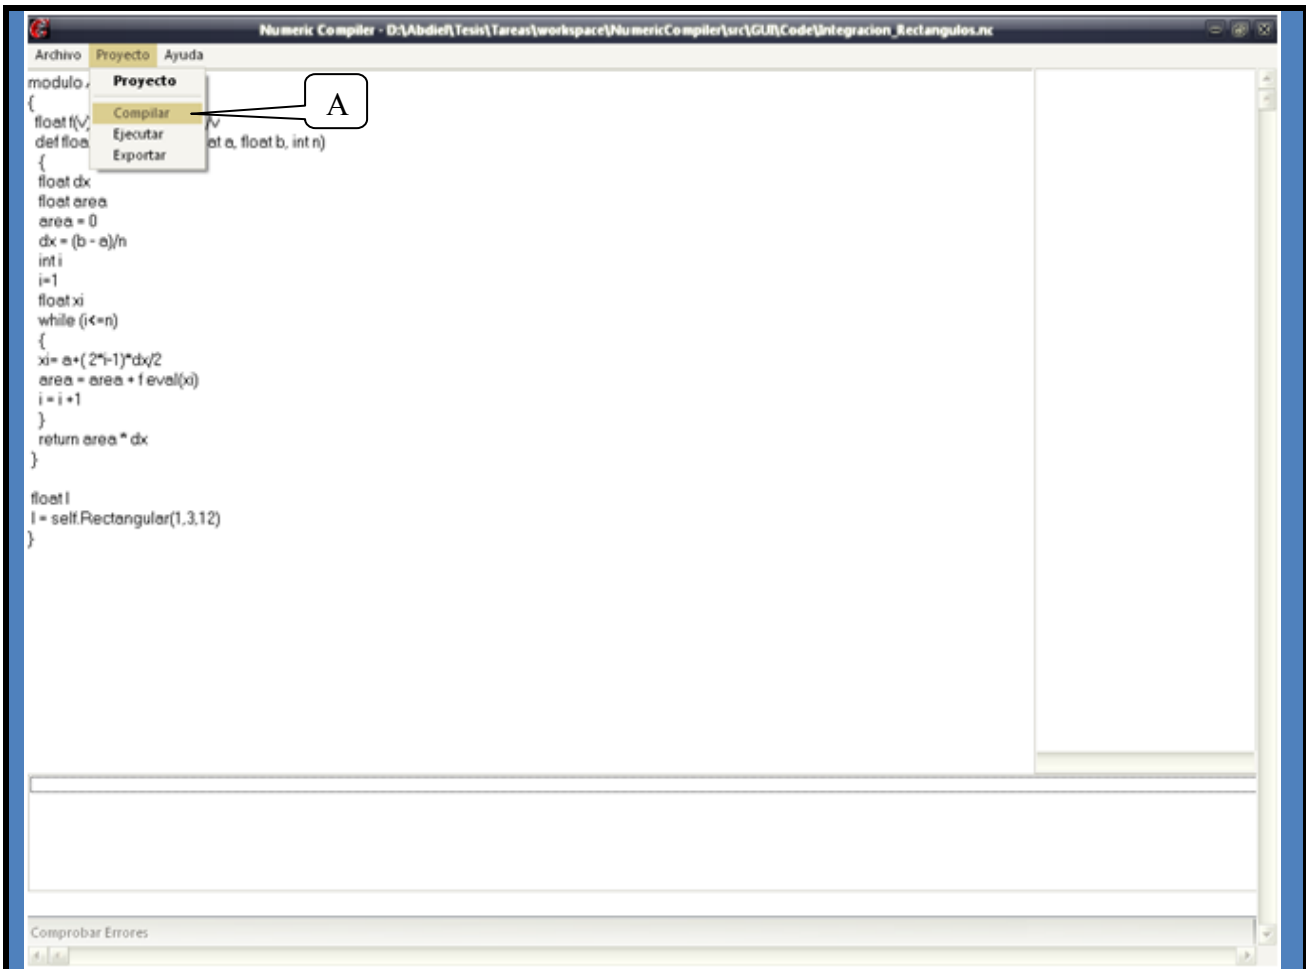 Numeric Compiler - D:\Abdiel\Tesis\Tareas\workspace\NumericCompiler\src\GUI\Code\Integracion_Rectangulos.nc
Archivo Proyecto Ayuda
Proyecto
Compilar
Ejecutar
Exportar
A
modulo
{
float f(v)
def floa at a, float b, int n)
{
float dx
float area
area = 0
dx = (b - a)/n
int i
i=1
float xi
while (i<=n)
{
xi= a+( 2*i-1)*dx/2
area = area + f eval(xi)
i = i +1
}
return area * dx
}
float I
I = self.Rectangular(1,3,12)
}
Comprobar Errores